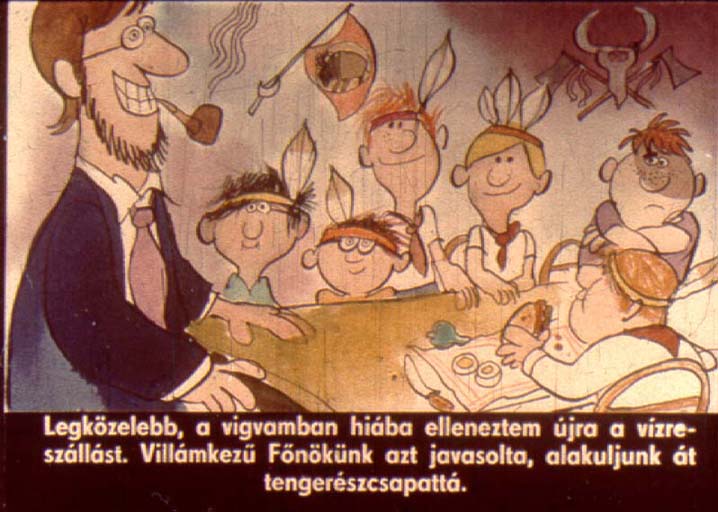 Legközelebb, a vigvamban hiába elleneztem újra a vízre-
szállást. Villámkezű Főnökünk azt javasolta, alakuljunk át
tengerészcsapattá.